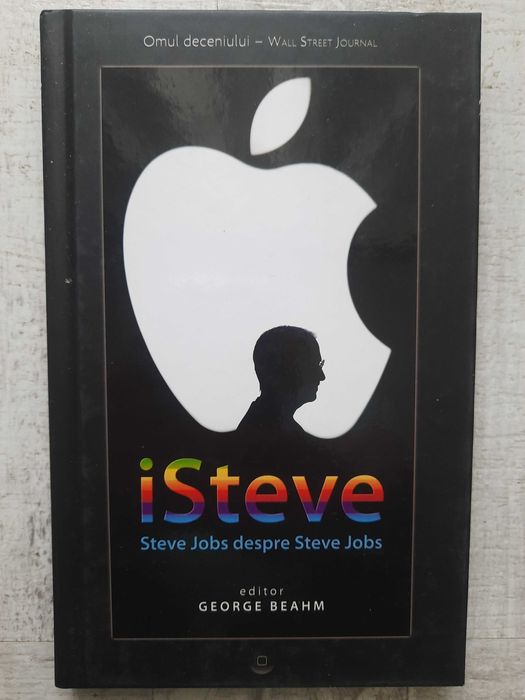 Omul deceniului – WALL STREET JOURNAL
iSteve
Steve Jobs despre Steve Jobs
editor
GEORGE BEAHM